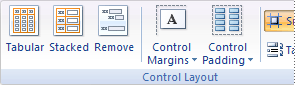 Tabular Stacked Remove Control Margins Control Padding
Control Layout